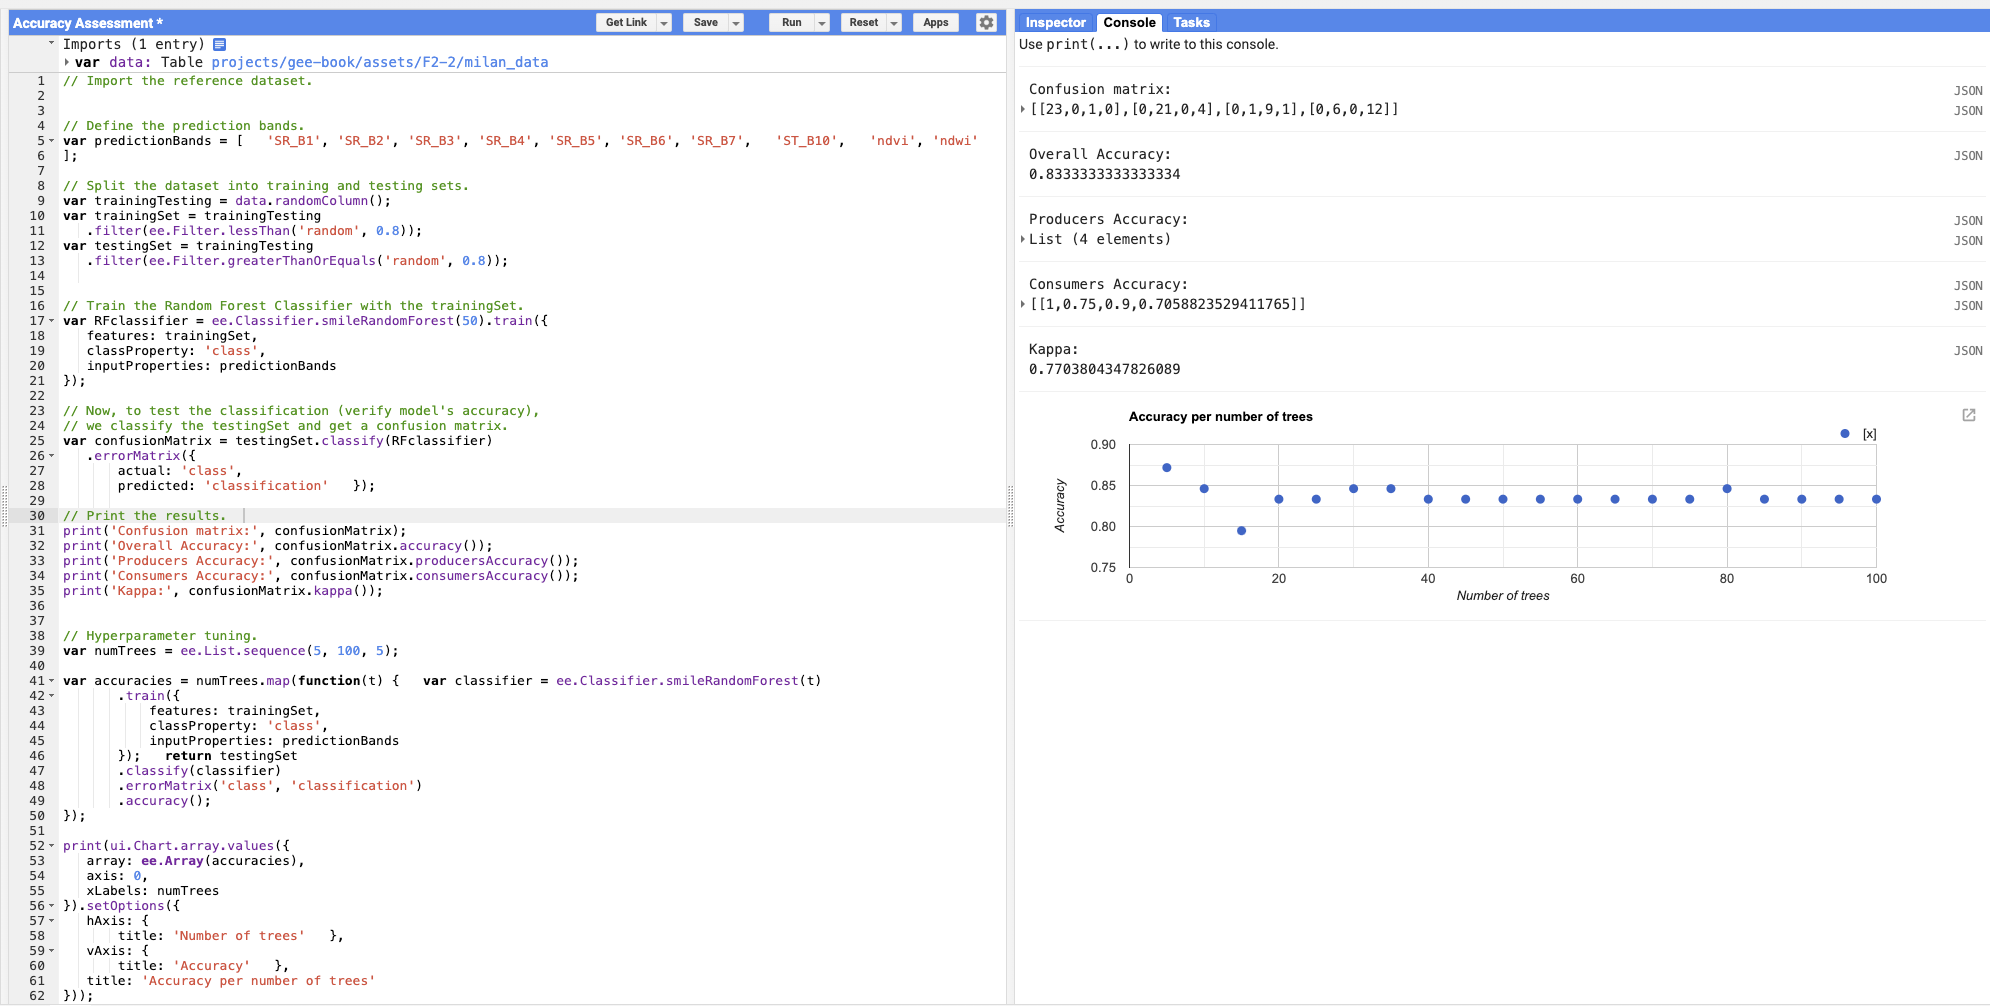 Accuracy Assessment *
Get Link Save Run Reset Apps
Imports (1 entry)
var data: Table projects/gee-book/assets/F2-2/milan_data
1 // Import the reference dataset.
2
3
4 // Define the prediction bands.
5 var predictionBands = [   'SR_B1', 'SR_B2', 'SR_B3', 'SR_B4', 'SR_B5', 'SR_B6', 'SR_B7',   'ST_B10',   'ndvi', 'ndwi'
6 ];
7
8 // Split the dataset into training and testing sets.
9 var trainingTesting = data.randomColumn();
10 var trainingSet = trainingTesting
11    .filter(ee.Filter.lessThan('random', 0.8));
12 var testingSet = trainingTesting
13    .filter(ee.Filter.greaterThanOrEquals('random', 0.8));
14
15
16 // Train the Random Forest Classifier with the trainingSet.
17 var RFclassifier = ee.Classifier.smileRandomForest(50).train({
18    features: trainingSet,
19    classProperty: 'class',
20    inputProperties: predictionBands
21 });
22
23 // Now, to test the classification (verify model's accuracy),
24 // we classify the testingSet and get a confusion matrix.
25 var confusionMatrix = testingSet.classify(RFclassifier)
26    .errorMatrix({
27        actual: 'class',
28        predicted: 'classification'   });
29
30 // Print the results.
31 print('Confusion matrix:', confusionMatrix);
32 print('Overall Accuracy:', confusionMatrix.accuracy());
33 print('Producers Accuracy:', confusionMatrix.producersAccuracy());
34 print('Consumers Accuracy:', confusionMatrix.consumersAccuracy());
35 print('Kappa:', confusionMatrix.kappa());
36
37
38 // Hyperparameter tuning.
39 var numTrees = ee.List.sequence(5, 100, 5);
40
41 var accuracies = numTrees.map(function(t) {   var classifier = ee.Classifier.smileRandomForest(t)
42        .train({
43            features: trainingSet,
44            classProperty: 'class',
45            inputProperties: predictionBands
46        });   return testingSet
47        .classify(classifier)
48        .errorMatrix('class', 'classification')
49        .accuracy();
50 });
51
52 print(ui.Chart.array.values({
53    array: ee.Array(accuracies),
54    axis: 0,
55    xLabels: numTrees
56 }).setOptions({
57    hAxis: {
58        title: 'Number of trees'   },
59    vAxis: {
60        title: 'Accuracy'   },
61    title: 'Accuracy per number of trees'
62 }));
Inspector Console Tasks
Use print(...) to write to this console.
Confusion matrix: JSON
[[23,0,1,0],[0,21,0,4],[0,1,9,1],[0,6,0,12]] JSON
Overall Accuracy: JSON
0.8333333333333334
Producers Accuracy: JSON
List (4 elements) JSON
Consumers Accuracy: JSON
[[1,0.75,0.9,0.7058823529411765]] JSON
Kappa: JSON
0.7703804347826089
Accuracy per number of trees
[x]
0.90
0.85
0.80
0.75
Accuracy
0 20 40 60 80 100
Number of trees